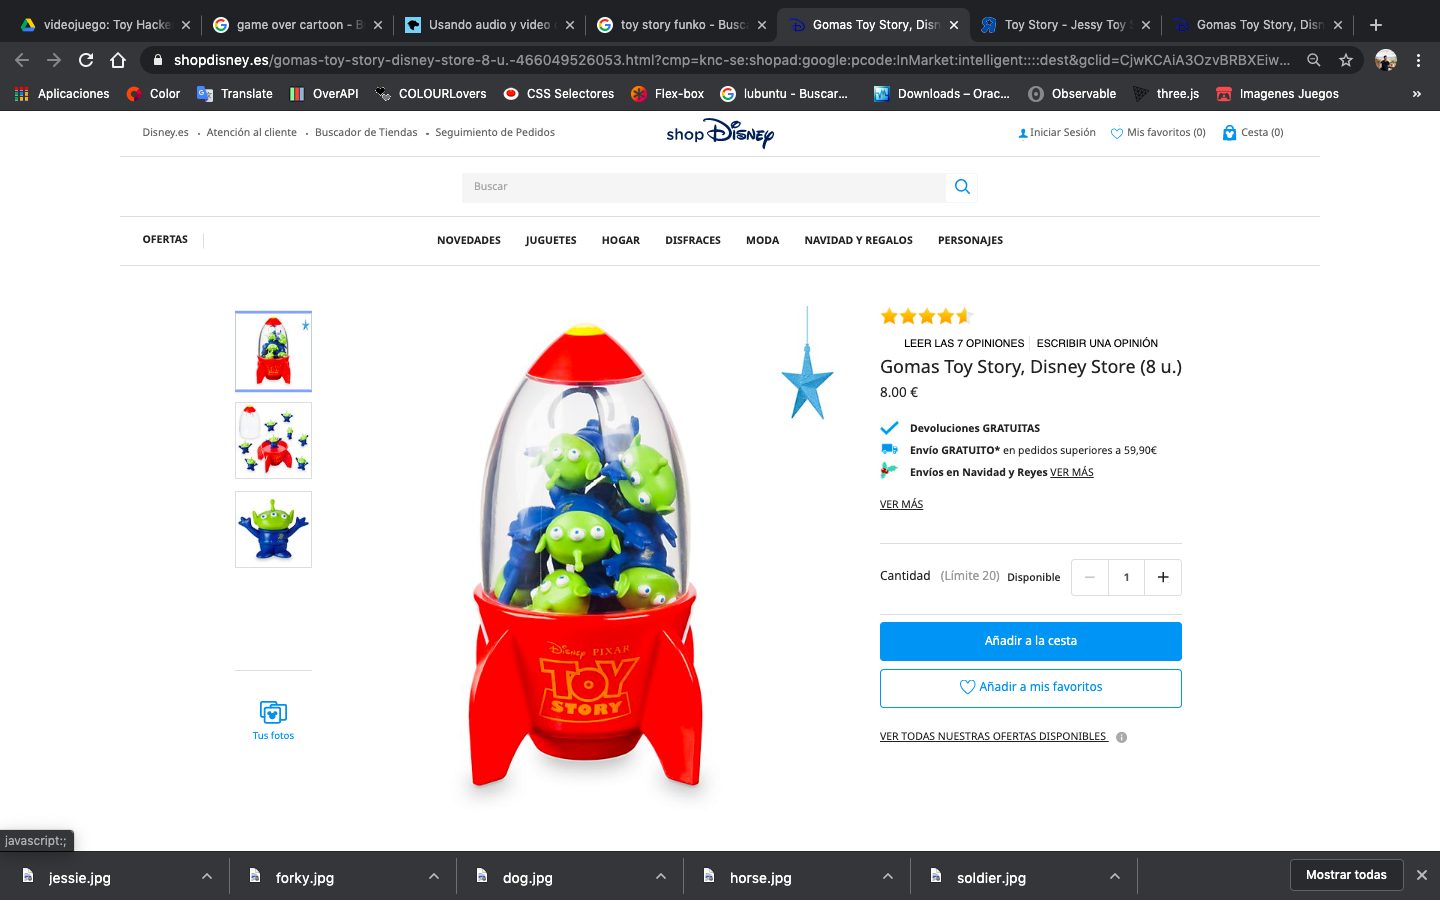 videojuego: Toy Hacke
game over cartoon - B
Usando audio y video
toy story funko - Busc
Gomas Toy Story, Disn
Toy Story - Jessy Toy S
Gomas Toy Story, Disn
shopdisney.es/gomas-toy-story-disney-store-8-u.-466049526053.html?cmp=knc-se:shopad:google:pcode:InMarket:intelligent::::dest&gclid=CjwKCAiA3OzvBRBXEiw...
Aplicaciones
Color
Translate
OverAPI
COLOURLovers
CSS Selectores
Flex-box
lubuntu - Buscar...
Downloads – Orac...
Observable
three.js
Imagenes Juegos
»
Disney.es • Atención al cliente • Buscador de Tiendas • Seguimiento de Pedidos
shop Disney
Iniciar Sesión
Mis favoritos (0)
Cesta (0)
Buscar
OFERTAS
NOVEDADES
JUGUETES
HOGAR
DISFRACES
MODA
NAVIDAD Y REGALOS
PERSONAJES
Disney PIXAR
TOY
STORY
Tus fotos
LEER LAS 7 OPINIONES
ESCRIBIR UNA OPINIÓN
Gomas Toy Story, Disney Store (8 u.)
8.00 €
Devoluciones GRATUITAS
Envío GRATUITO* en pedidos superiores a 59,90€
Envíos en Navidad y Reyes VER MÁS
VER MÁS
Cantidad (Límite 20) Disponible
1
Añadir a la cesta
Añadir a mis favoritos
VER TODAS NUESTRAS OFERTAS DISPONIBLES
javascript:;
jessie.jpg
forky.jpg
dog.jpg
horse.jpg
soldier.jpg
Mostrar todas